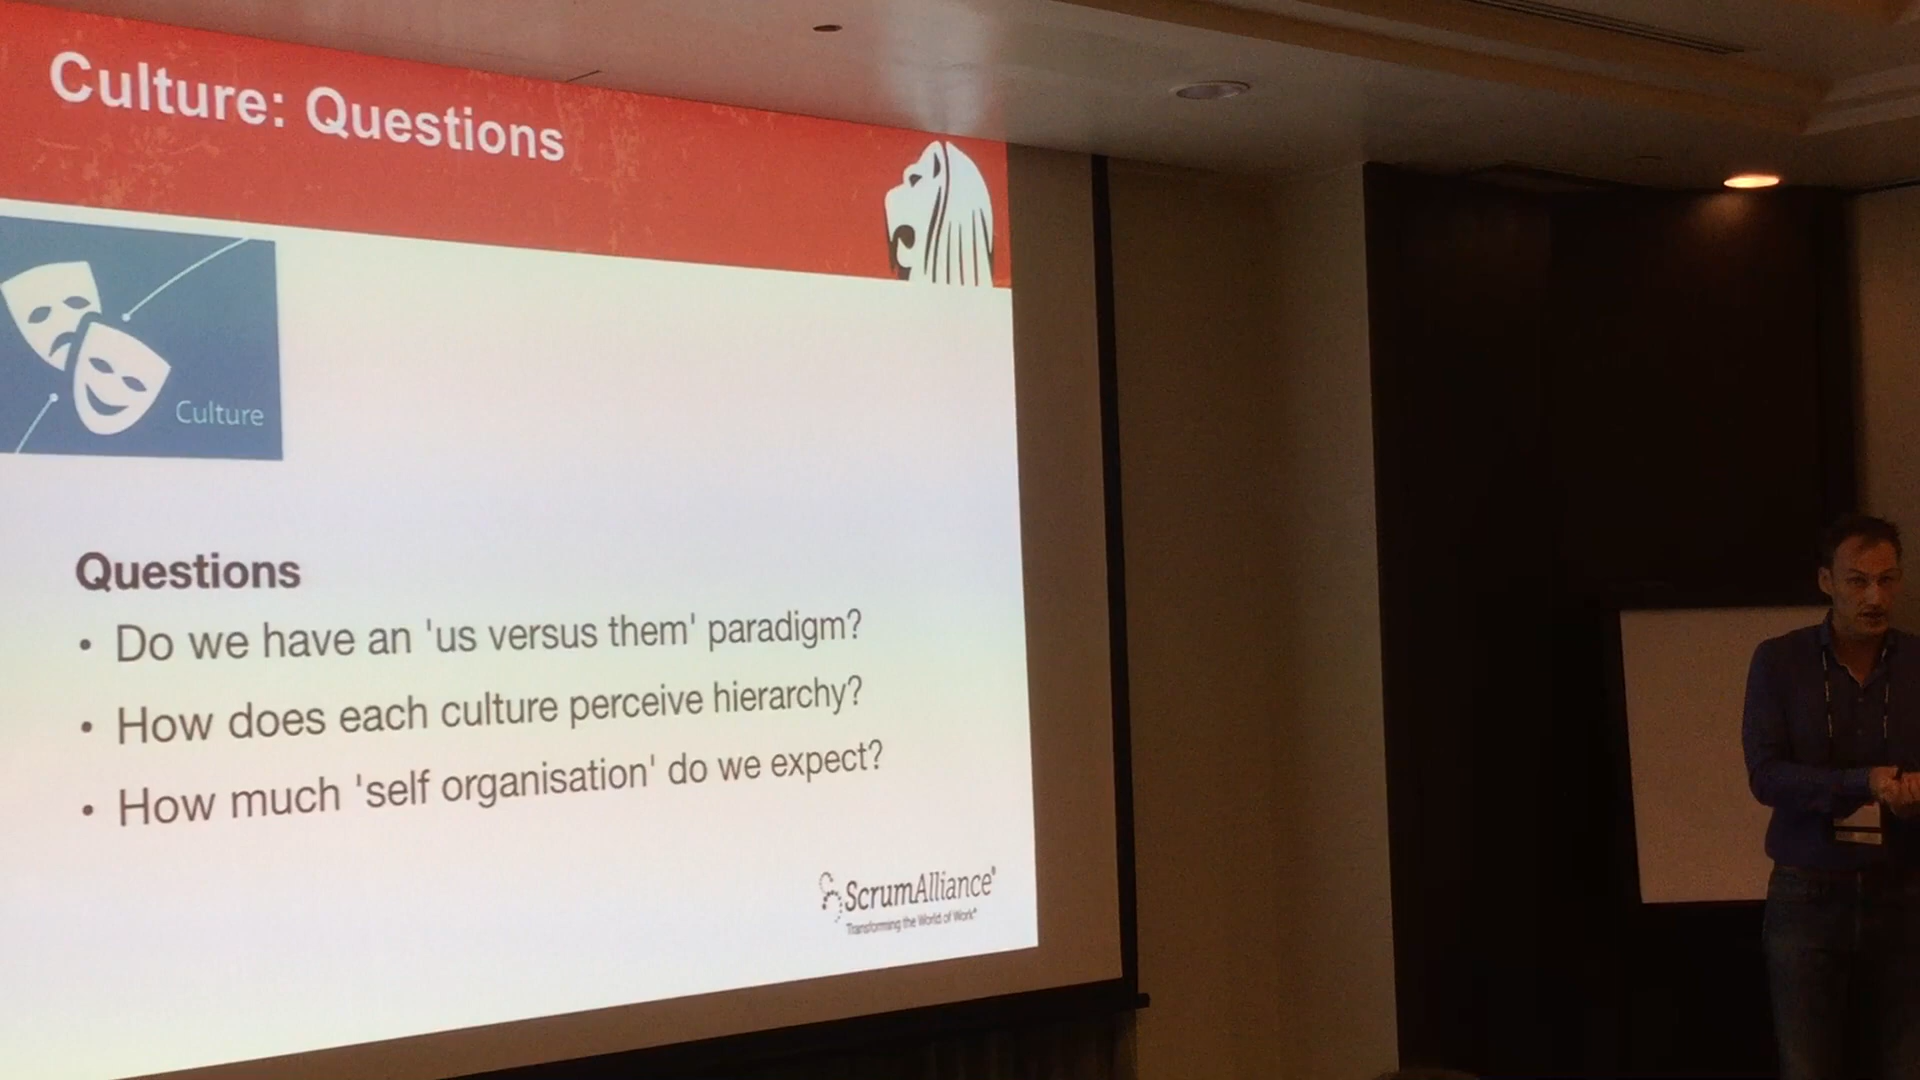 Culture: Questions
Culture
Questions
• Do we have an 'us versus them' paradigm?
• How does each culture perceive hierarchy?
• How much 'self organisation' do we expect?
ScrumAlliance®
Transforming the World of Work®